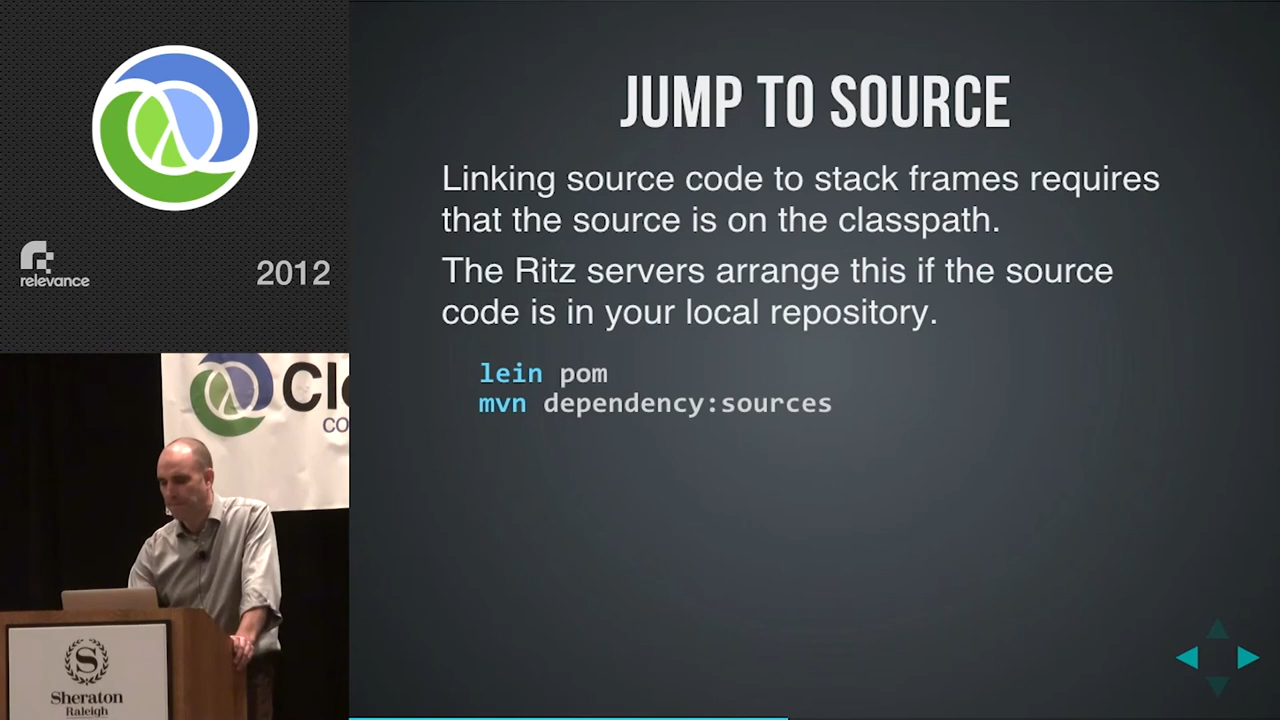 JUMP TO SOURCE
Linking source code to stack frames requires
that the source is on the classpath.
The Ritz servers arrange this if the source
code is in your local repository.
lein pom
mvn dependency:sources
relevance
2012
Clo
CO
S
Sheraton
Raleigh